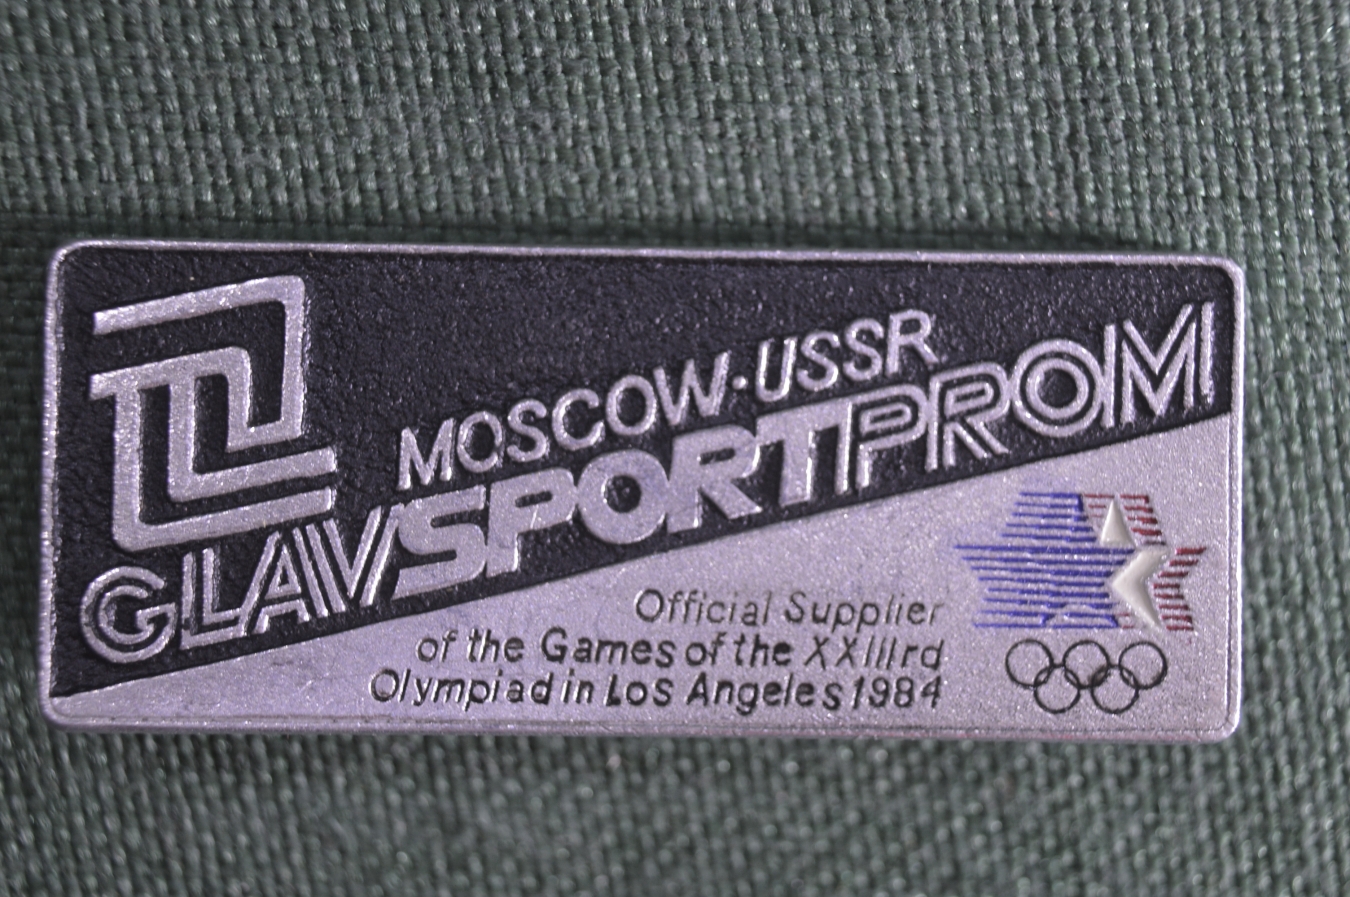 MOSCOW·USSR
GLAVSPORTPROM
Official Supplier
of the Games of the XXIIIrd
Olympiad in Los Angeles 1984